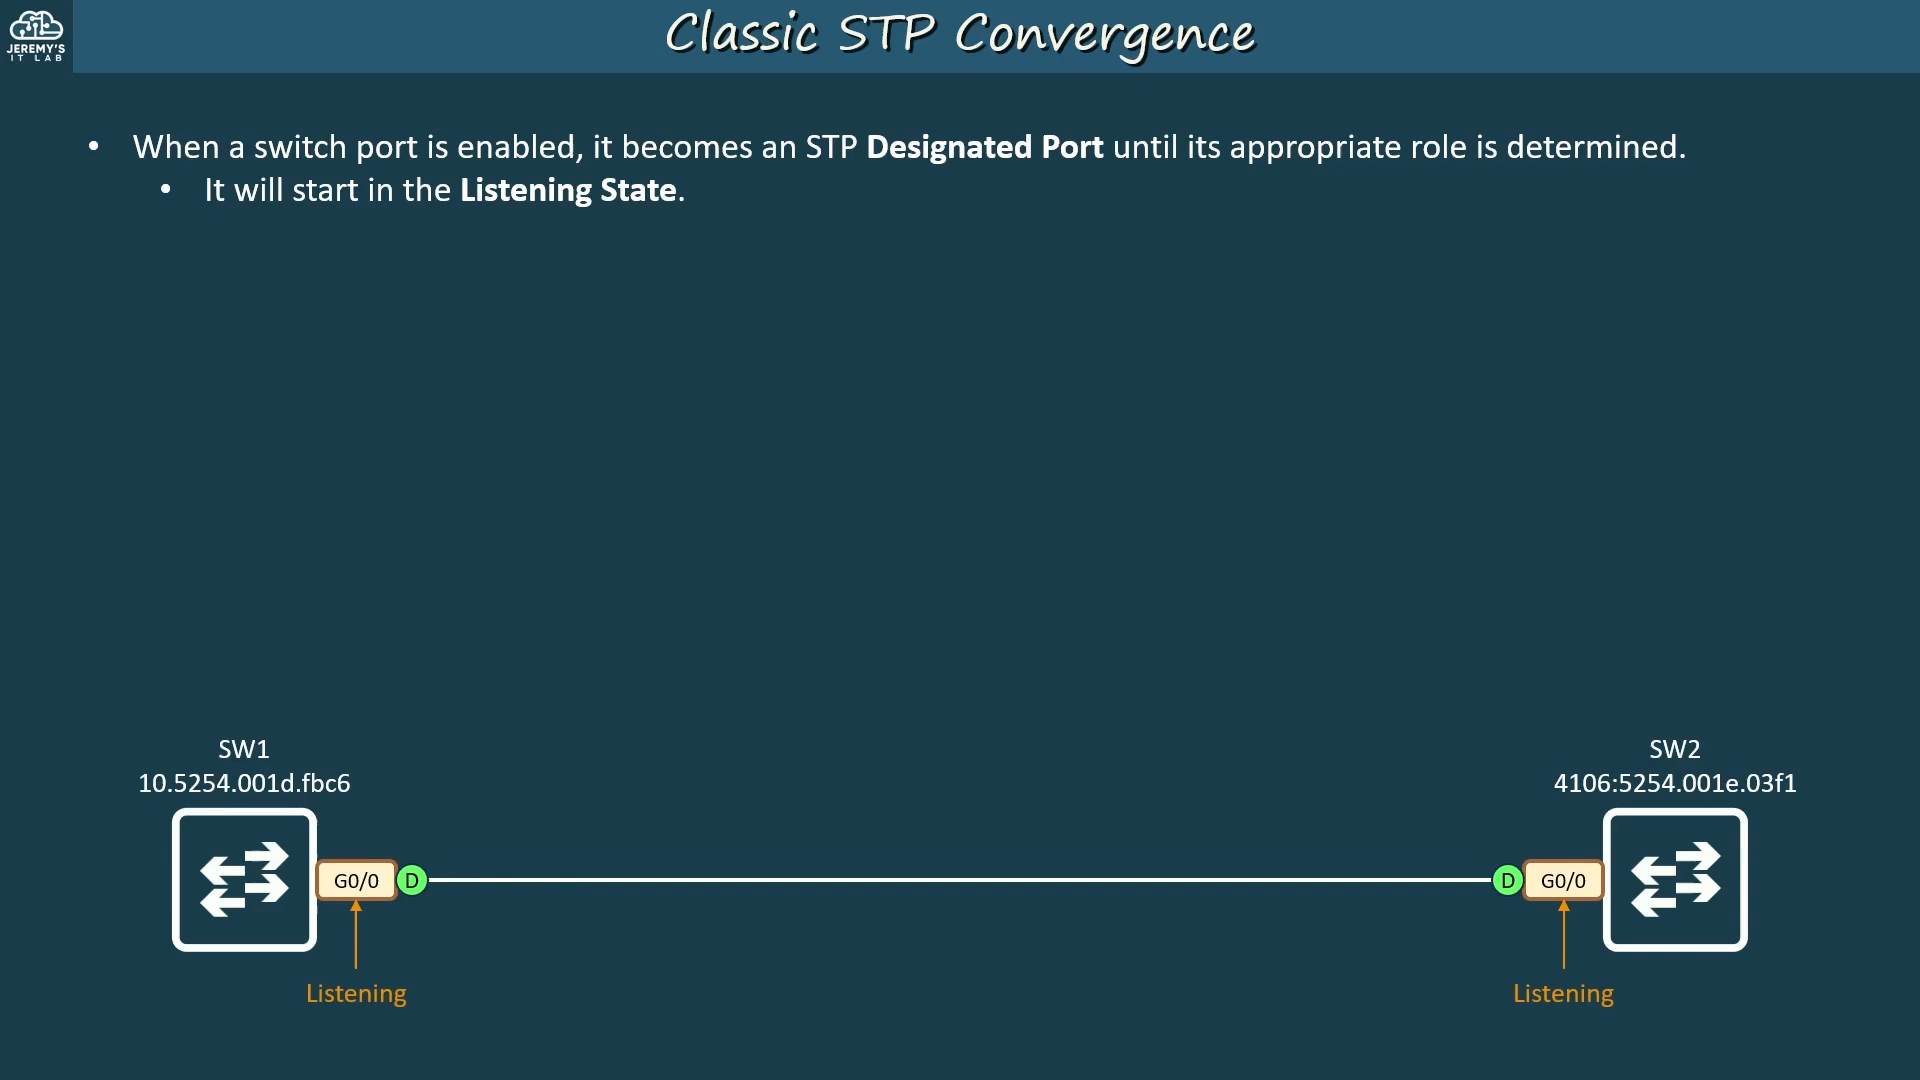 JEREMY'S
IT LAB
Classic STP Convergence
• When a switch port is enabled, it becomes an STP Designated Port until its appropriate role is determined.
• It will start in the Listening State.
SW1
10.5254.001d.fbc6
SW2
4106:5254.001e.03f1
G0/0 D
D G0/0
Listening
Listening